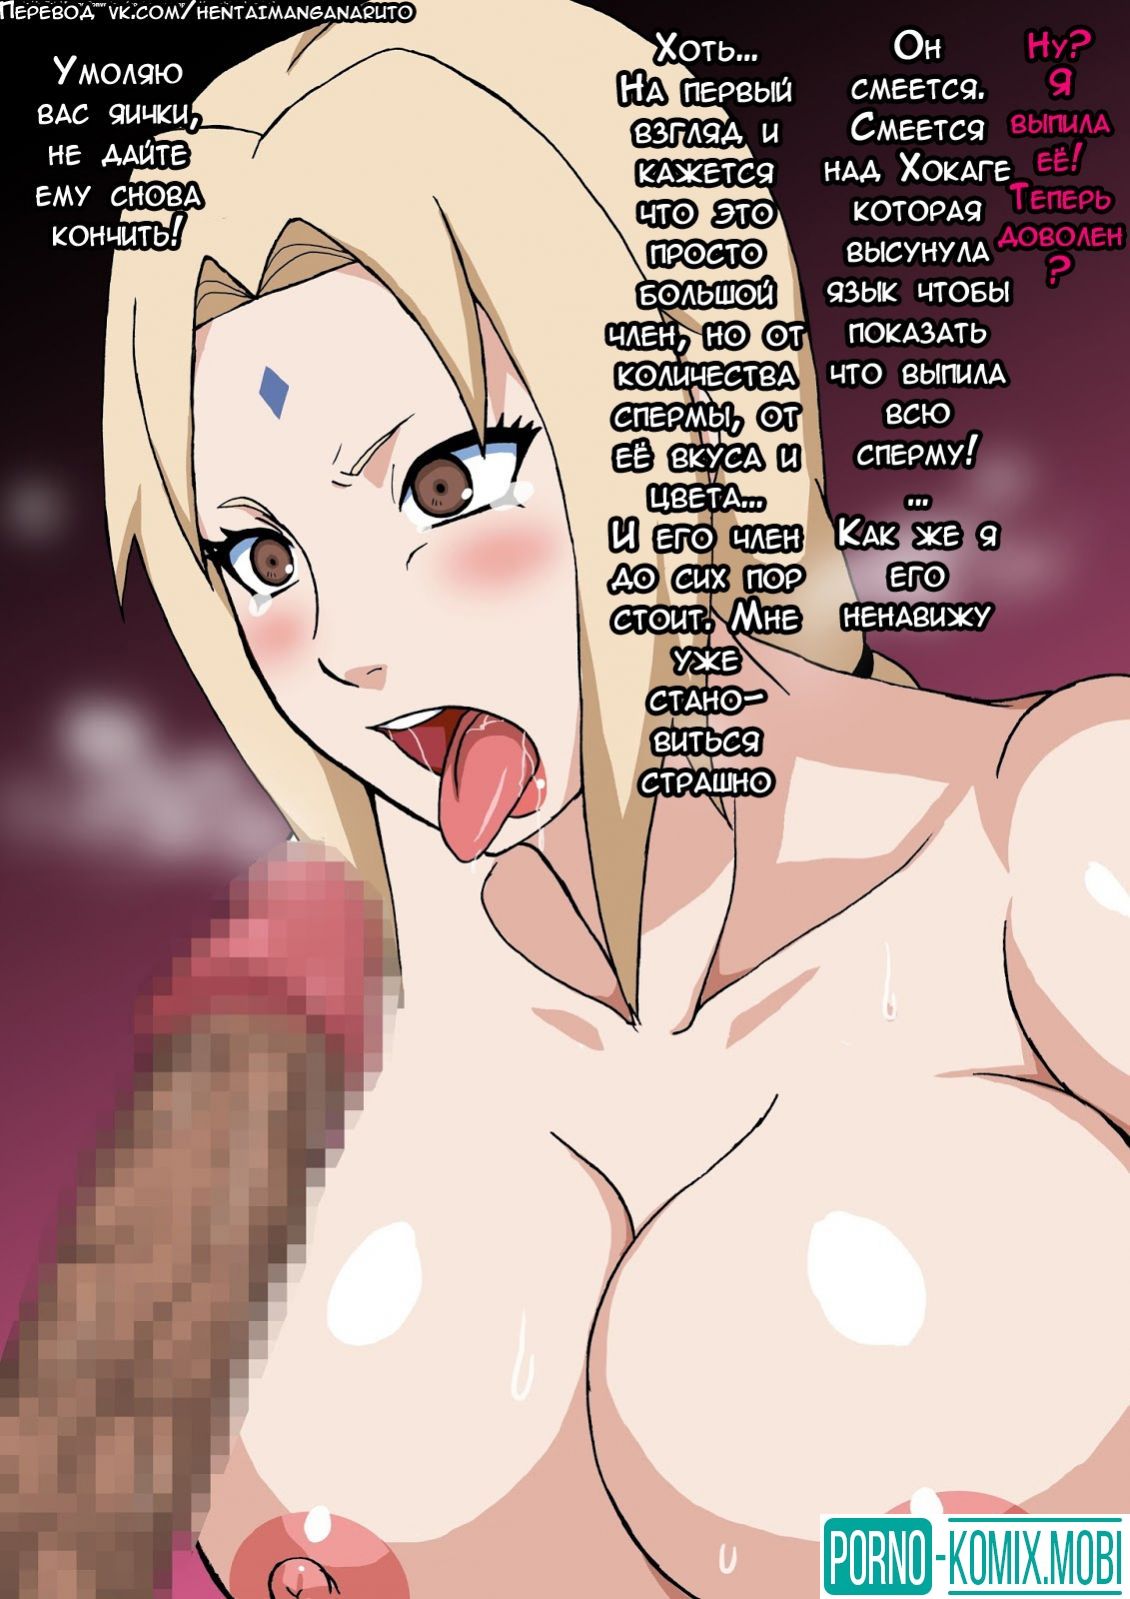 Перевод vk.com/hentaimanganaruto
Ну?
Я
выпила
её!
Теперь
доволен
?
Он
смеется.
Смеется
над Хокаге
которая
высунула
язык чтобы
показать
что выпила
всю
сперму!
...
Как же я
его
ненавижу
Хоть...
На первый
взгляд и
кажется
что это
просто
большой
член, но от
количества
спермы, от
её вкуса и
цвета...
И его член
до сих пор
стоит. Мне
уже
стано-
виться
страшно
Умоляю
вас яички,
не дайте
ему снова
кончить!
PORNO-KOMIX.MOBI